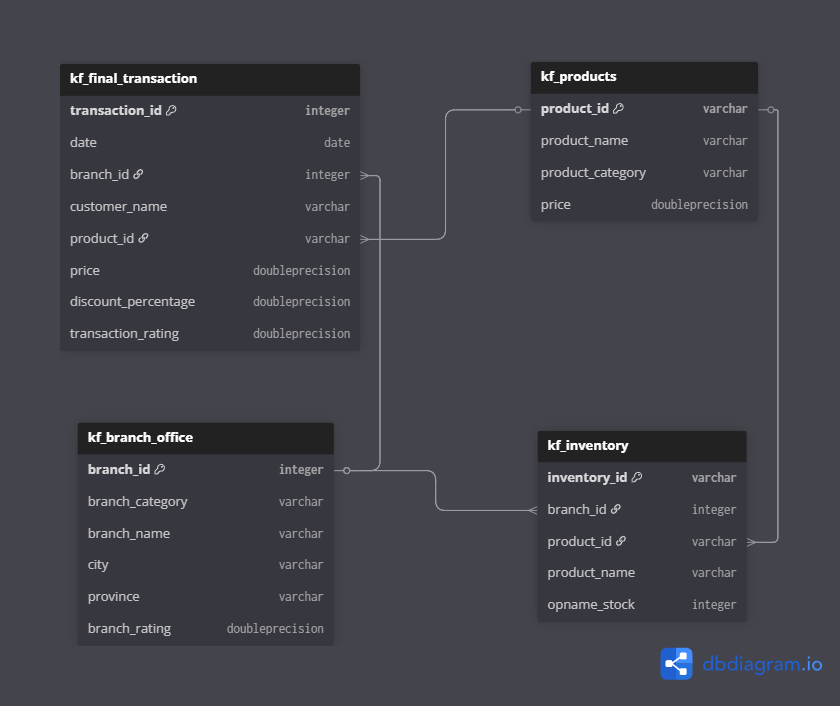 kf_final_transaction
transaction_id integer
date date
branch_id integer
customer_name varchar
product_id varchar
price doubleprecision
discount_percentage doubleprecision
transaction_rating doubleprecision
kf_products
product_id varchar
product_name varchar
product_category varchar
price doubleprecision
kf_branch_office
branch_id integer
branch_category varchar
branch_name varchar
city varchar
province varchar
branch_rating doubleprecision
kf_inventory
inventory_id varchar
branch_id integer
product_id varchar
product_name varchar
opname_stock integer
dbdiagram.io